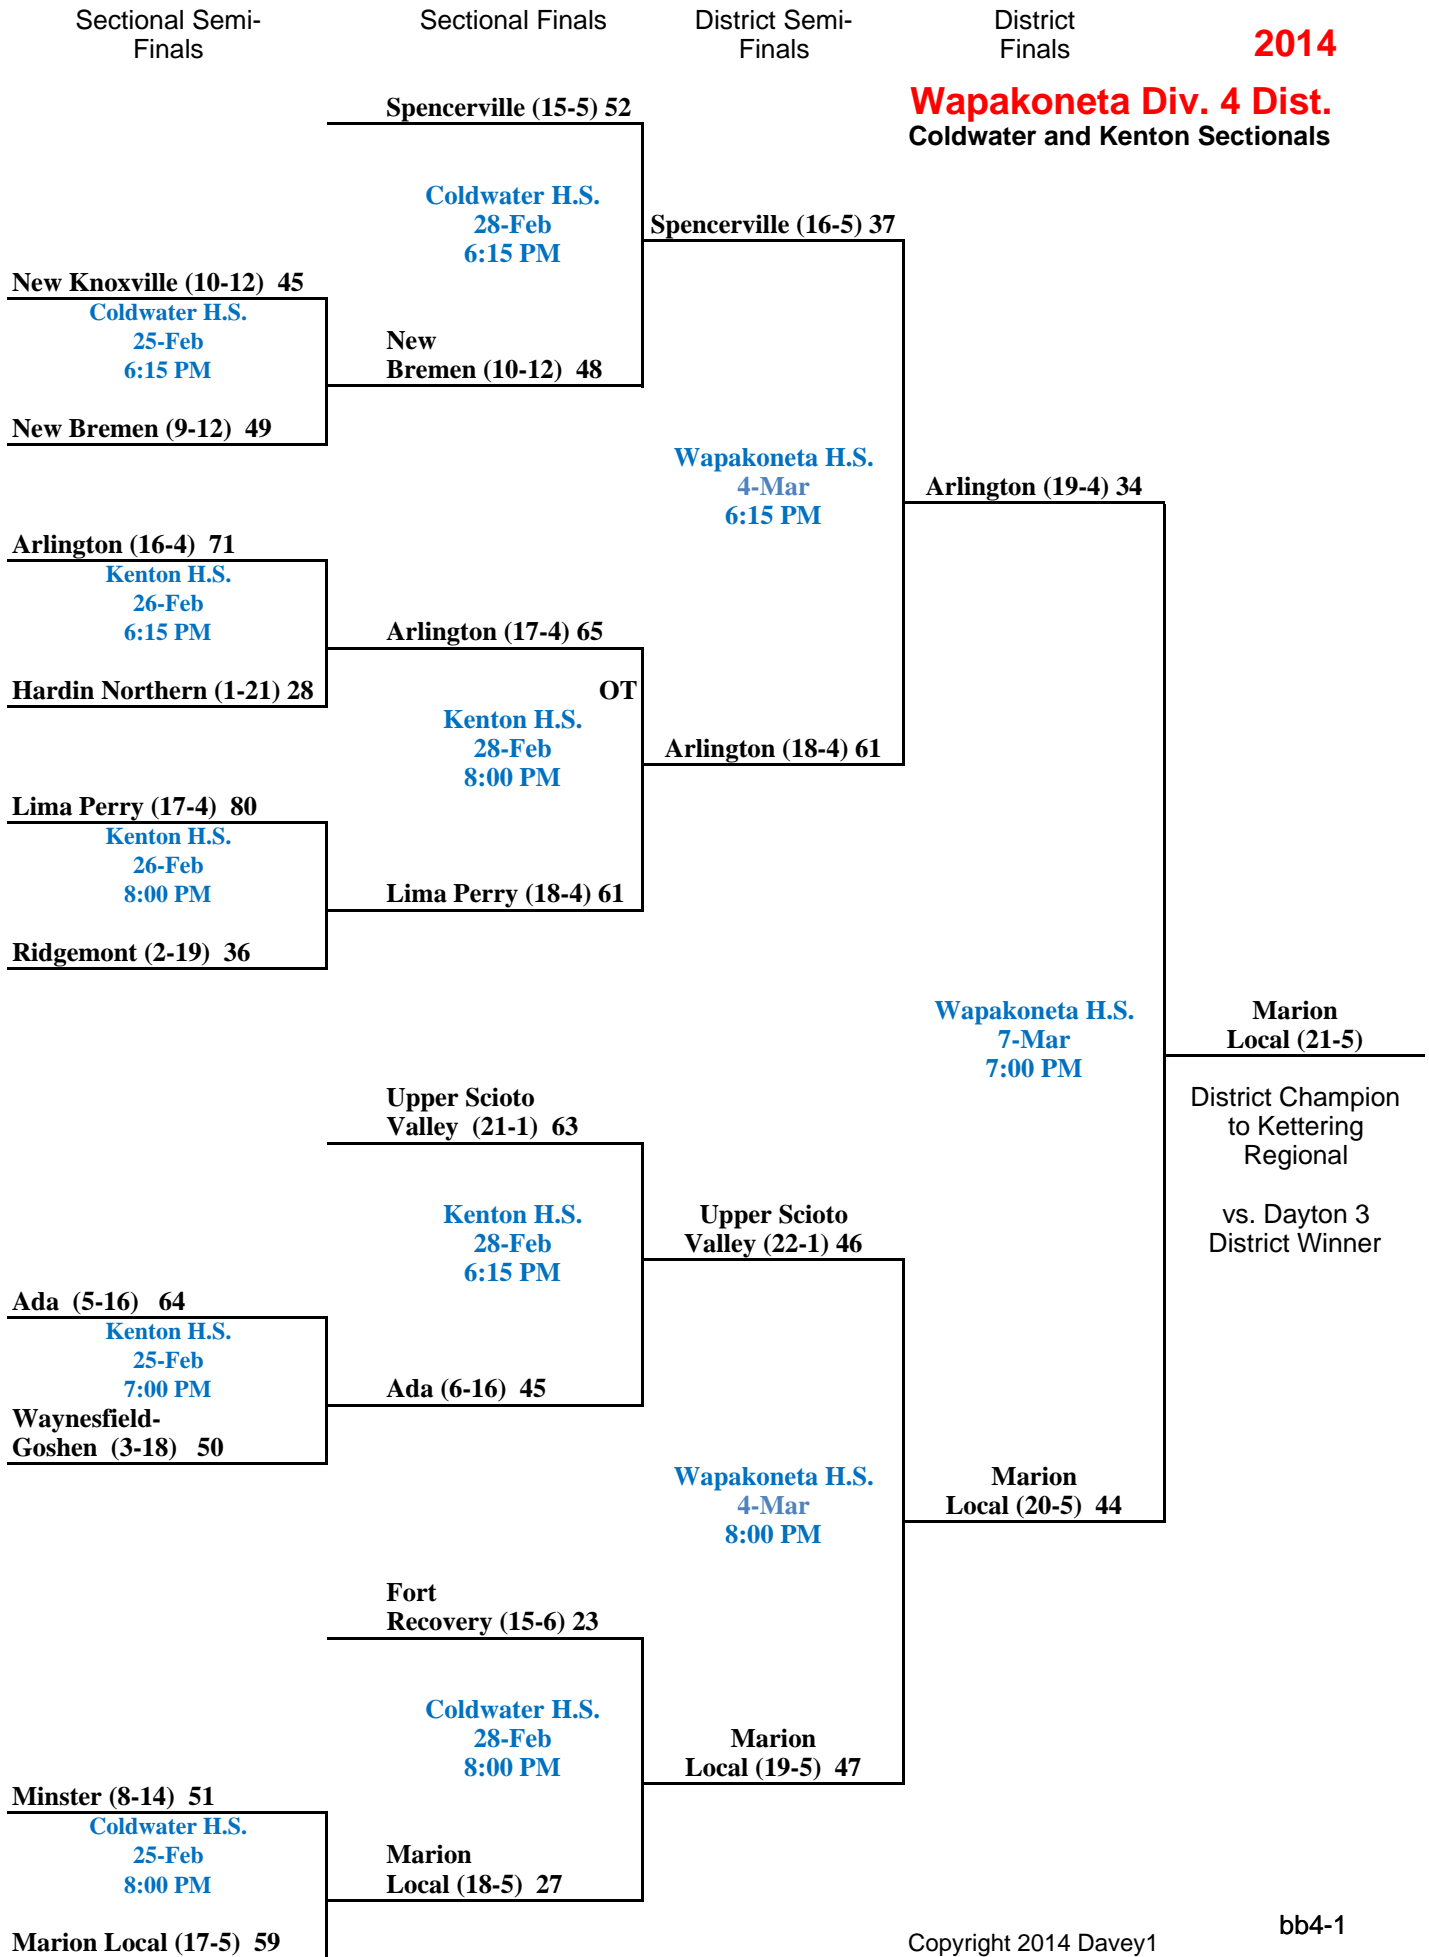 Sectional Semi-
Finals
Sectional Finals
District Semi-
Finals
District
Finals
2014
Wapakoneta Div. 4 Dist.
Coldwater and Kenton Sectionals
Spencerville (15-5) 52
Coldwater H.S.
28-Feb
6:15 PM
Spencerville (16-5) 37
New Knoxville (10-12) 45
Coldwater H.S.
25-Feb
6:15 PM
New
Bremen (10-12) 48
New Bremen (9-12) 49
Wapakoneta H.S.
4-Mar
6:15 PM
Arlington (19-4) 34
Arlington (16-4) 71
Kenton H.S.
26-Feb
6:15 PM
Arlington (17-4) 65
Hardin Northern (1-21) 28
OT
Kenton H.S.
28-Feb
8:00 PM
Arlington (18-4) 61
Lima Perry (17-4) 80
Kenton H.S.
26-Feb
8:00 PM
Lima Perry (18-4) 61
Ridgemont (2-19) 36
Wapakoneta H.S.
7-Mar
7:00 PM
Marion
Local (21-5)
District Champion
to Kettering
Regional
vs. Dayton 3
District Winner
Upper Scioto
Valley (21-1) 63
Kenton H.S.
28-Feb
6:15 PM
Upper Scioto
Valley (22-1) 46
Ada (5-16) 64
Kenton H.S.
25-Feb
7:00 PM
Ada (6-16) 45
Waynesfield-
Goshen (3-18) 50
Wapakoneta H.S.
4-Mar
8:00 PM
Marion
Local (20-5) 44
Fort
Recovery (15-6) 23
Coldwater H.S.
28-Feb
8:00 PM
Marion
Local (19-5) 47
Minster (8-14) 51
Coldwater H.S.
25-Feb
8:00 PM
Marion
Local (18-5) 27
Marion Local (17-5) 59
Copyright 2014 Davey1
bb4-1